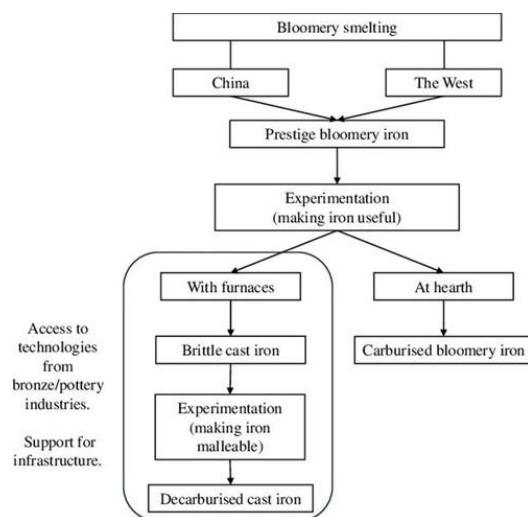 Bloomery smelting
China
The West
Prestige bloomery iron
Experimentation
(making iron useful)
With furnaces
At hearth
Access to
technologies
from
bronze/pottery
industries.
Support for
infrastructure.
Brittle cast iron
Carburised bloomery iron
Experimentation
(making iron
malleable)
Decarburised cast iron